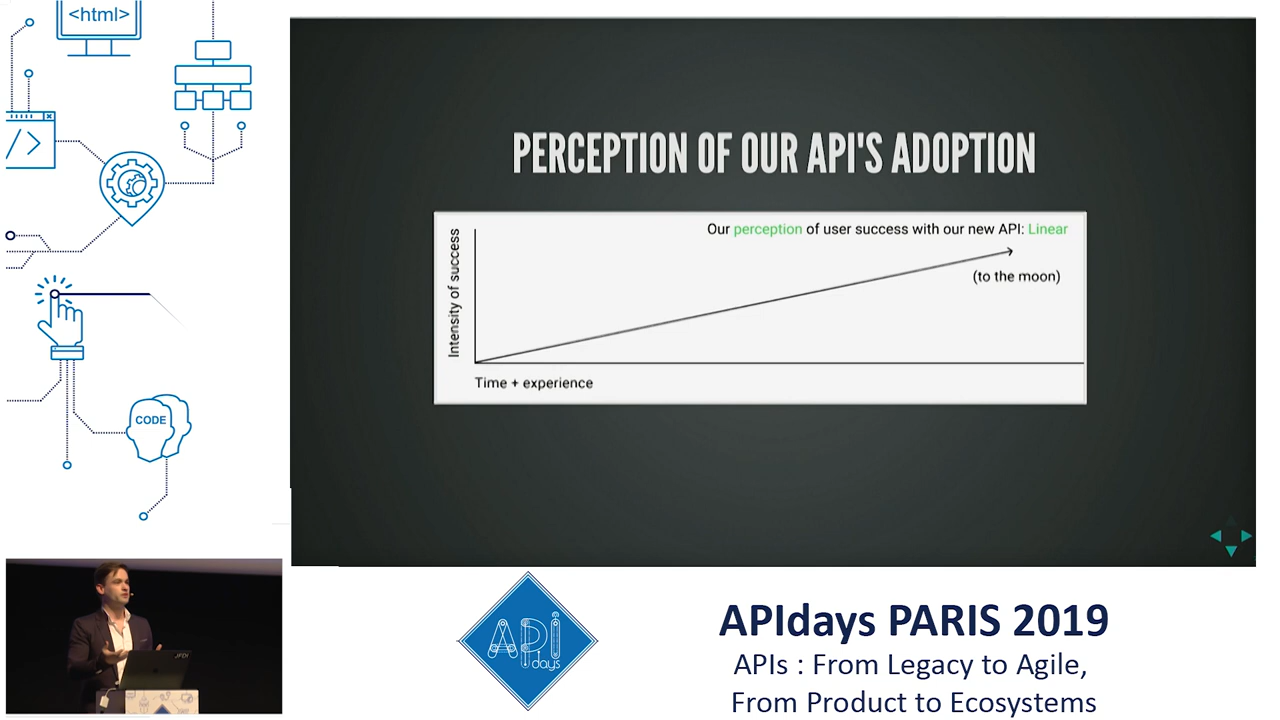 <html>
</>
CODE
PERCEPTION OF OUR API'S ADOPTION
Our perception of user success with our new API: Linear
(to the moon)
Intensity of success
Time + experience
JFDI
API
days
APIdays PARIS 2019
APIs : From Legacy to Agile,
From Product to Ecosystems